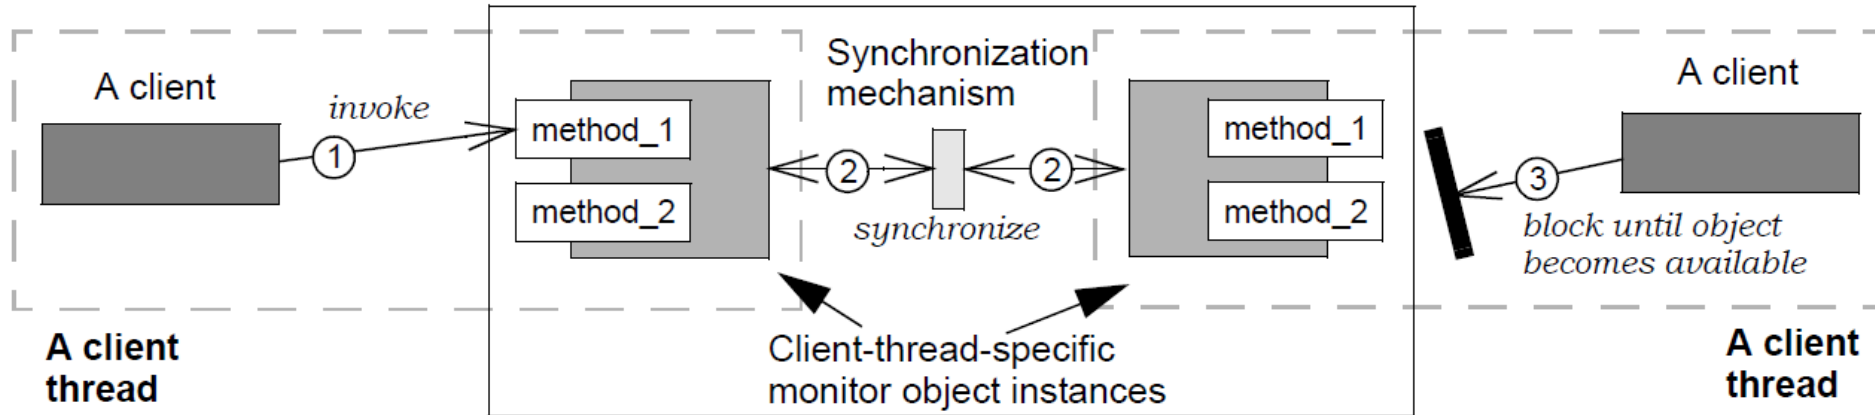 A client
invoke
1
method_1
method_2
A client
thread
Synchronization
mechanism
2
2
synchronize
Client-thread-specific
monitor object instances
method_1
method_2
A client
3
block until object
becomes available
A client
thread